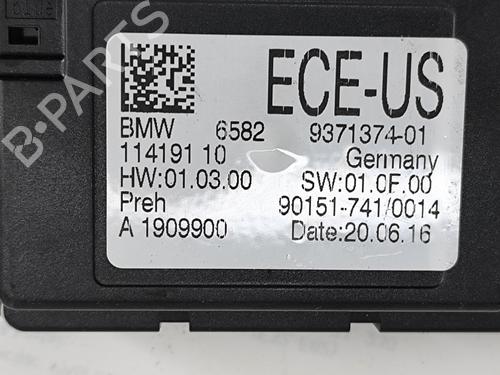 ECE-US
BMW 6582 9371374-01
114191 10 Germany
HW:01.03.00 SW:01.0F.00
Preh 90151-741/0014
A 1909900 Date:20.06.16
B-PARTS